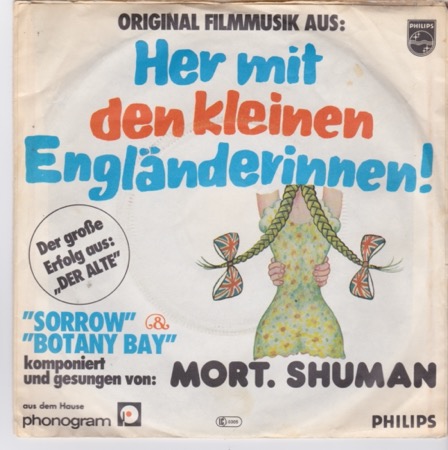 ORIGINAL FILMMUSIK AUS:
PHILIPS
Her mit
den kleinen
Engländerinnen!
Der große
Erfolg aus:
„DER ALTE"
"SORROW" &
"BOTANY BAY"
komponiert
und gesungen von: MORT. SHUMAN
aus dem Hause
phonogram
PHILIPS